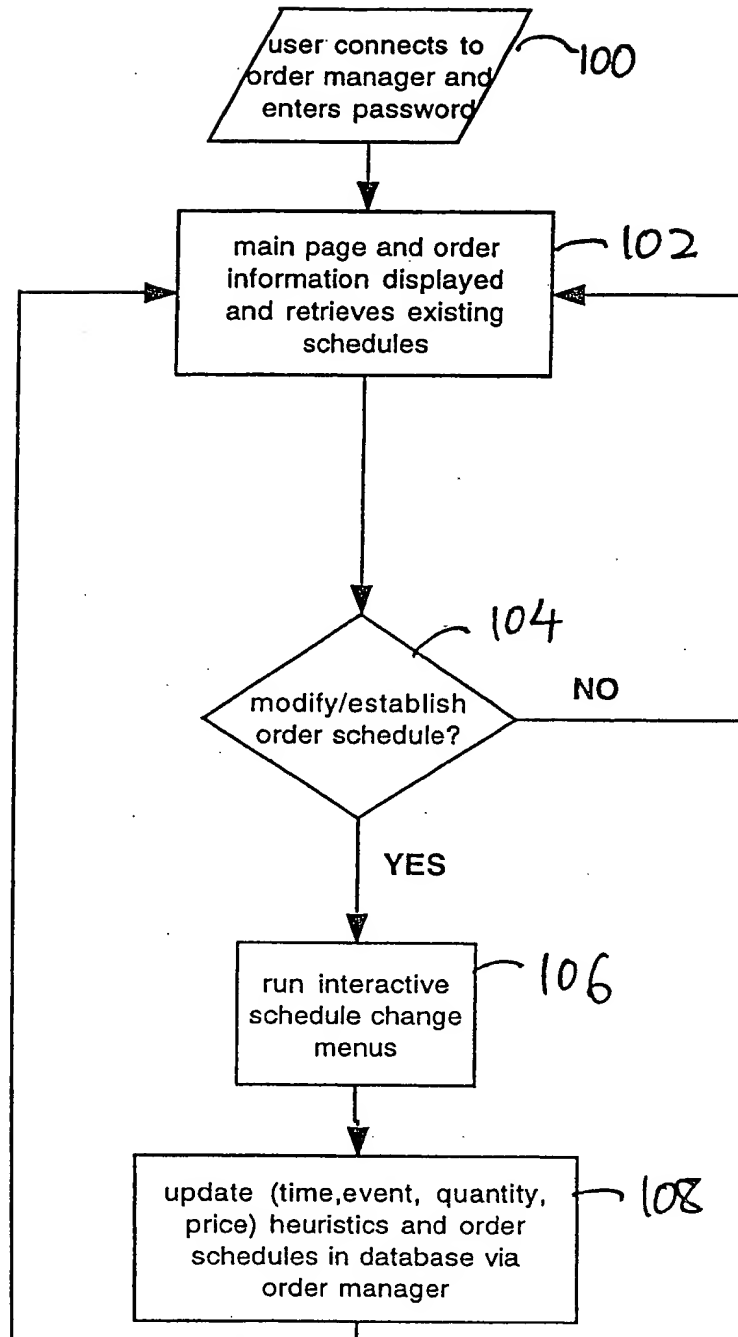 user connects to
order manager and
enters password
100
main page and order
information displayed
and retrieves existing
schedules
102
modify/establish
order schedule?
104
NO
YES
run interactive
schedule change
menus
106
update (time,event, quantity,
price) heuristics and order
schedules in database via
order manager
108